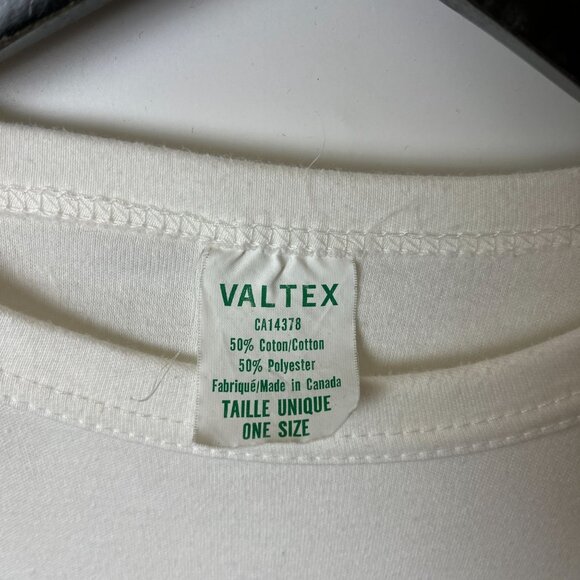 VALTEX
CA14378
50% Coton/Cotton
50% Polyester
Fabriqué/Made in Canada
TAILLE UNIQUE
ONE SIZE